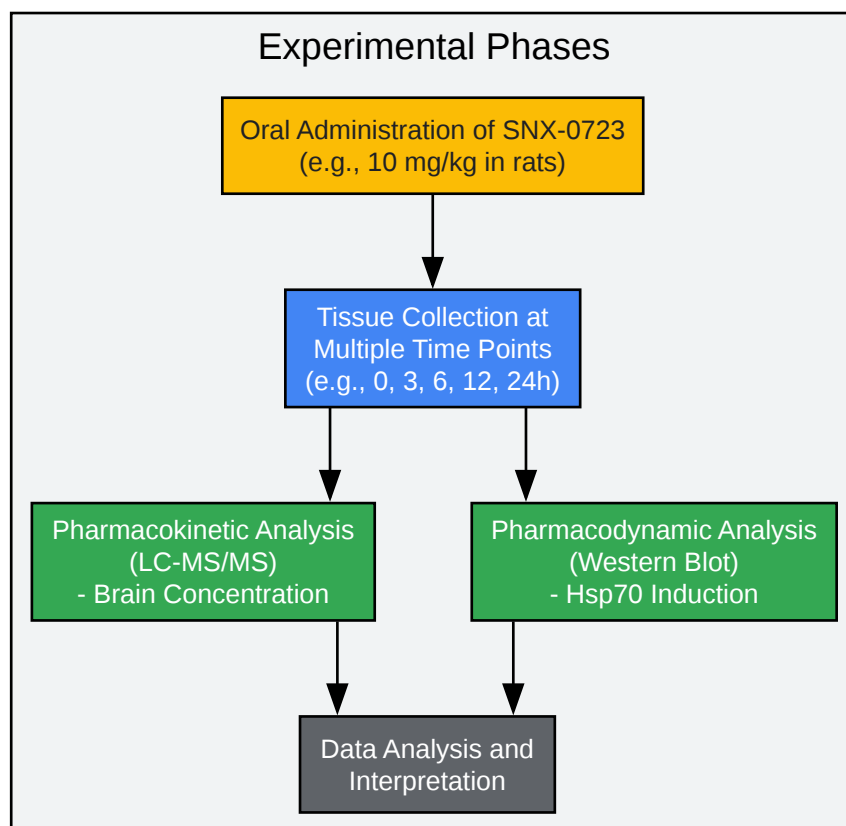 Experimental Phases
Oral Administration of SNX-0723
(e.g., 10 mg/kg in rats)
Tissue Collection at
Multiple Time Points
(e.g., 0, 3, 6, 12, 24h)
Pharmacokinetic Analysis
(LC-MS/MS)
- Brain Concentration
Pharmacodynamic Analysis
(Western Blot)
- Hsp70 Induction
Data Analysis and
Interpretation